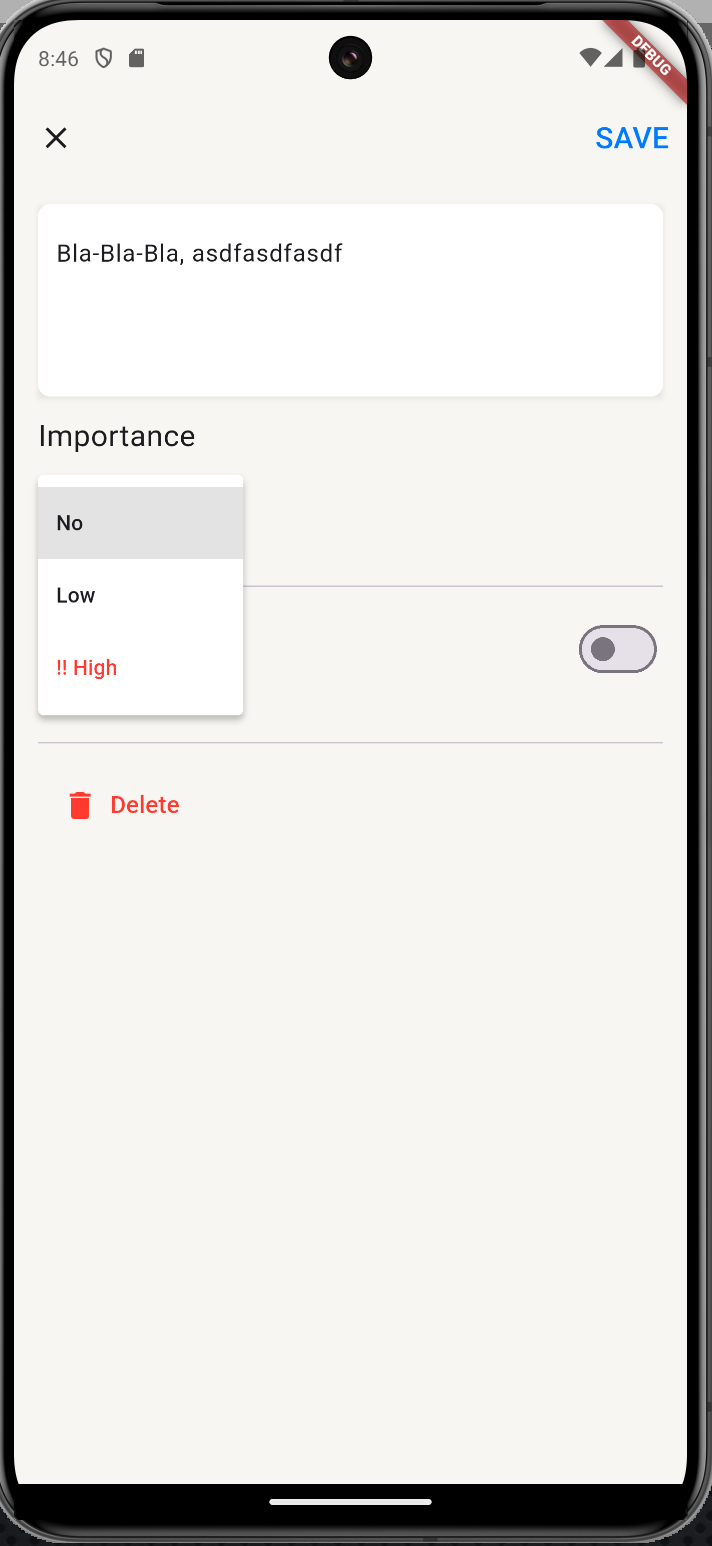 8:46
DEBUG
SAVE
Bla-Bla-Bla, asdfasdfasdf
Importance
No
Low
!! High
Delete